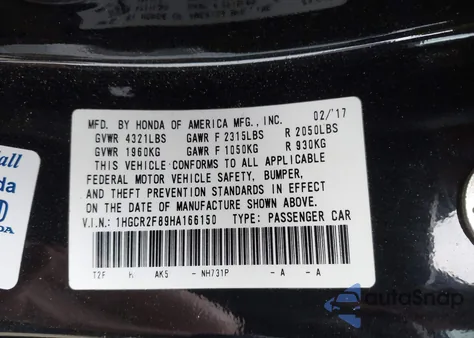 MFD. BY HONDA OF AMERICA MFG., INC. 02/'17
GVWR 4321LBS GAWR F 2315LBS R 2050LBS
GVWR 1960KG GAWR F 1050KG R 930KG
THIS VEHICLE CONFORMS TO ALL APPLICABLE
FEDERAL MOTOR VEHICLE SAFETY, BUMPER,
AND THEFT PREVENTION STANDARDS IN EFFECT
ON THE DATE OF MANUFACTURE SHOWN ABOVE.
V.I.N: 1HGCR2F89HA166150 TYPE: PASSENGER CAR
T2F AK5 - NH731P - A - A
autoSnap